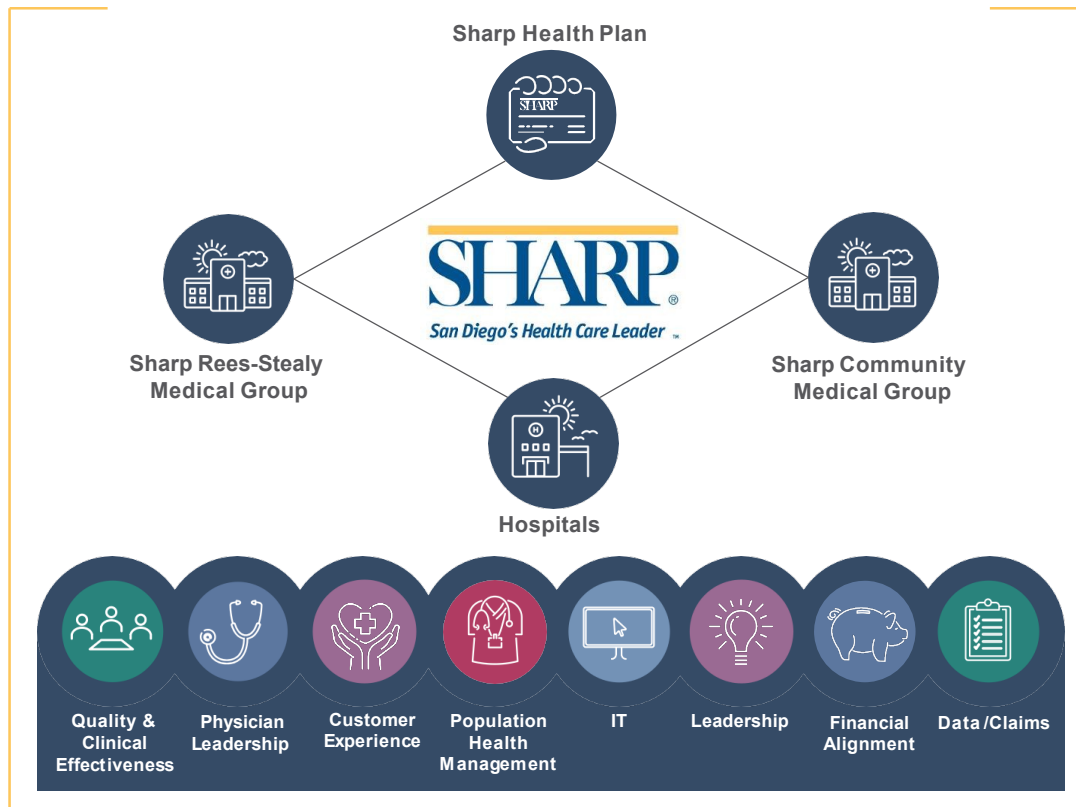 Sharp Health Plan
SHARP
SHARP®
San Diego's Health Care Leader ™
Sharp Rees-Stealy
Medical Group
Sharp Community
Medical Group
H
Hospitals
Quality &
Clinical
Effectiveness
Physician
Leadership
Customer
Experience
Population
Health
Management
IT
Leadership
Financial
Alignment
Data /Claims